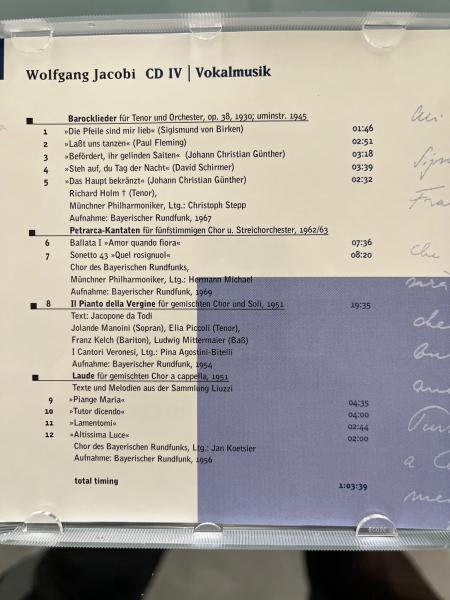 Wolfgang Jacobi CD IV | Vokalmusik
Barocklieder für Tenor und Orchester, op. 38, 1930; uminstr. 1945
1 »Die Pfeile sind mir lieb« (Sigismund von Birken) 01:46
2 »Laßt uns tanzen« (Paul Fleming) 02:51
3 »Befördert, ihr gelinden Saiten« (Johann Christian Günther) 03:18
4 »Steh auf, du Tag der Nacht« (David Schirmer) 03:39
5 »Das Haupt bekränzt« (Johann Christian Günther) 02:32
Richard Holm † (Tenor),
Münchner Philharmoniker, Ltg.: Christoph Stepp
Aufnahme: Bayerischer Rundfunk, 1967
Petrarca-Kantaten für fünfstimmigen Chor u. Streichorchester, 1962/63
6 Ballata I »Amor quando fiora« 07:36
7 Sonetto 43 »Quel rosignuol« 08:20
Chor des Bayerischen Rundfunks,
Münchner Philharmoniker, Ltg.: Hermann Michael
Aufnahme: Bayerischer Rundfunk, 1969
8 Il Pianto della Vergine für gemischten Chor und Soli, 1951 19:35
Text: Jacopone da Todi
Jolande Mancini (Sopran), Elia Piccoli (Tenor),
Franz Kelch (Bariton), Ludwig Mittermaier (Baß)
I Cantori Veronesi, Ltg.: Pina Agostini-Bitelli
Aufnahme: Bayerischer Rundfunk, 1954
Laude für gemischten Chor a cappella, 1951
Texte und Melodien aus der Sammlung Liuzzi
9 »Piange Maria« 04:35
10 »Tutor dicendo« 04:00
11 »Lamentomi« 02:44
12 »Altissima Luce« 02:00
Chor des Bayerischen Rundfunks, Ltg.: Jan Koetsier
Aufnahme: Bayerischer Rundfunk, 1956
total timing 1:03:39
che